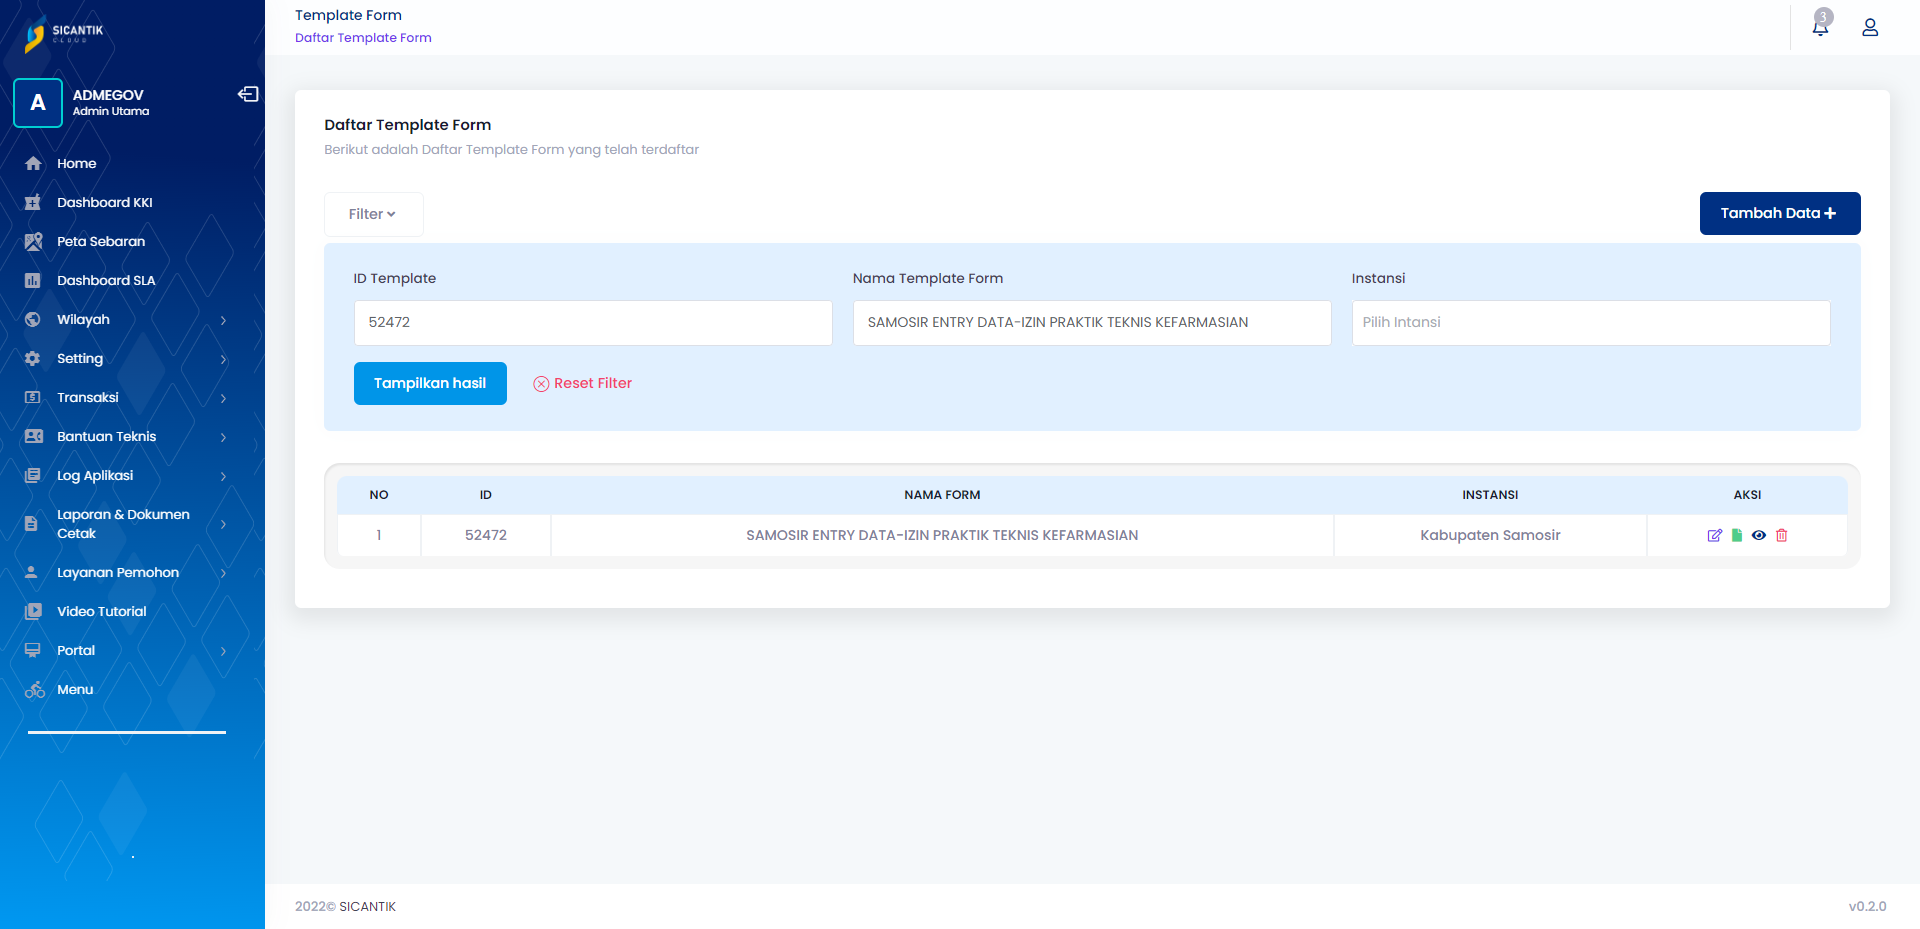 SICANTIK
CLOUD
A
ADMEGOV
Admin Utama
Home
Dashboard KKI
Peta Sebaran
Dashboard SLA
Wilayah
Setting
Transaksi
Bantuan Teknis
Log Aplikasi
Laporan & Dokumen
Cetak
Layanan Pemohon
Video Tutorial
Portal
Menu
Template Form
Daftar Template Form
3
Daftar Template Form
Berikut adalah Daftar Template Form yang telah terdaftar
Filter
Tambah Data
ID Template
Nama Template Form
Instansi
52472
SAMOSIR ENTRY DATA-IZIN PRAKTIK TEKNIS KEFARMASIAN
Pilih Intansi
Tampilkan hasil
Reset Filter
NO ID NAMA FORM INSTANSI AKSI
1 52472 SAMOSIR ENTRY DATA-IZIN PRAKTIK TEKNIS KEFARMASIAN Kabupaten Samosir
2022© SICANTIK
v0.2.0